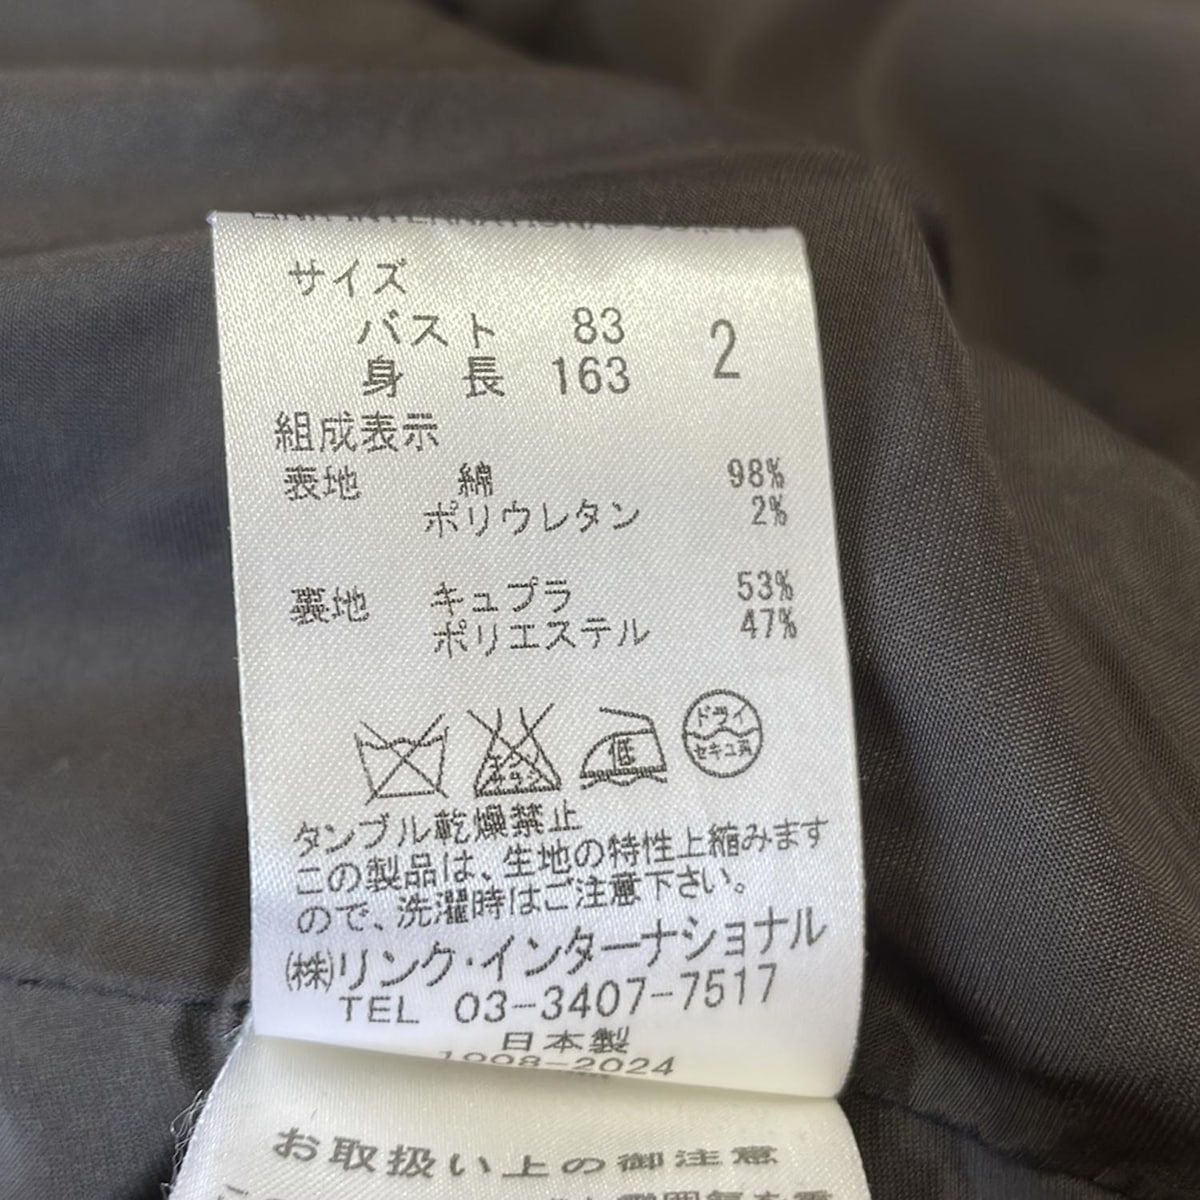 サイズ
バスト 83 2
身長 163
組成表示
表地 綿 98%
ポリウレタン 2%
裏地 キュプラ 53%
ポリエステル 47%
低
ドライ
セキユ系
タンブル乾燥禁止
この製品は、生地の特性上縮みます
ので、洗濯時はご注意下さい。
㈱リンク・インターナショナル
TEL 03-3407-7517
日本製
1998-2024
お取扱い上の御注意